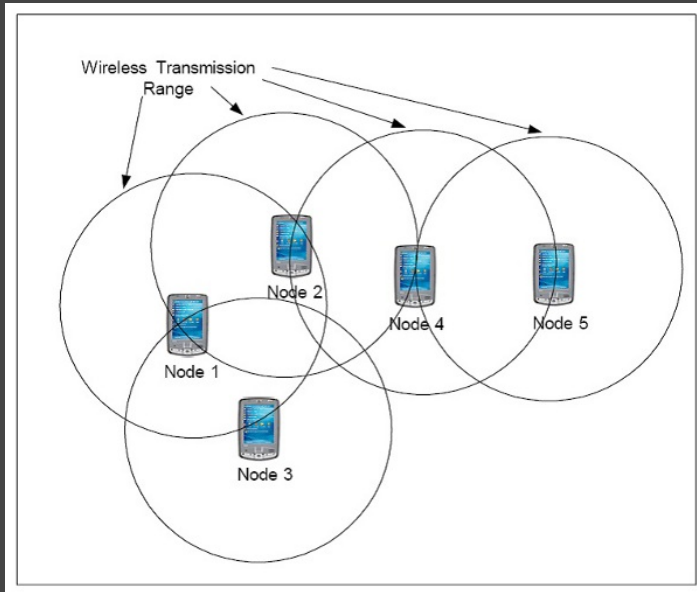 Wireless Transmission
Range
Node 2
Node 4
Node 5
Node 1
Node 3